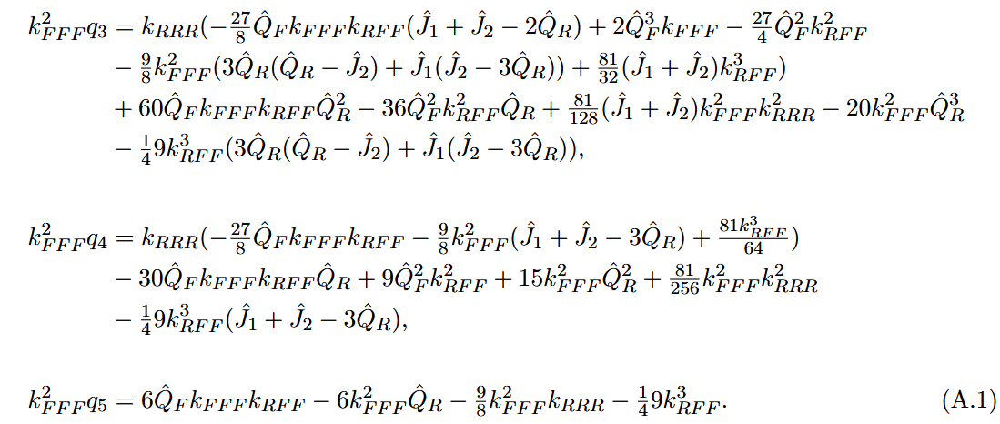 $k_{FFF}^2 q_3 = k_{RRR}(-\frac{27}{8}\hat{Q}_F k_{FFF} k_{RFF}(\hat{J}_1 + \hat{J}_2 - 2\hat{Q}_R) + 2\hat{Q}_F^3 k_{FFF} - \frac{27}{4}\hat{Q}_F^2 k_{RFF}^2$
$- \frac{9}{8}k_{FFF}^2(3\hat{Q}_R(\hat{Q}_R - \hat{J}_2) + \hat{J}_1(\hat{J}_2 - 3\hat{Q}_R)) + \frac{81}{32}(\hat{J}_1 + \hat{J}_2)k_{RFF}^3)$
$+ 60\hat{Q}_F k_{FFF} k_{RFF}\hat{Q}_R^2 - 36\hat{Q}_F^2 k_{RFF}^2\hat{Q}_R + \frac{81}{128}(\hat{J}_1 + \hat{J}_2)k_{FFF}^2 k_{RRR}^2 - 20k_{FFF}^2\hat{Q}_R^3$
$- \frac{1}{4}9k_{RFF}^3(3\hat{Q}_R(\hat{Q}_R - \hat{J}_2) + \hat{J}_1(\hat{J}_2 - 3\hat{Q}_R)),$
$k_{FFF}^2 q_4 = k_{RRR}(-\frac{27}{8}\hat{Q}_F k_{FFF} k_{RFF} - \frac{9}{8}k_{FFF}^2(\hat{J}_1 + \hat{J}_2 - 3\hat{Q}_R) + \frac{81k_{RFF}^3}{64})$
$- 30\hat{Q}_F k_{FFF} k_{RFF}\hat{Q}_R + 9\hat{Q}_F^2 k_{RFF}^2 + 15k_{FFF}^2\hat{Q}_R^2 + \frac{81}{256}k_{FFF}^2 k_{RRR}^2$
$- \frac{1}{4}9k_{RFF}^3(\hat{J}_1 + \hat{J}_2 - 3\hat{Q}_R),$
$k_{FFF}^2 q_5 = 6\hat{Q}_F k_{FFF} k_{RFF} - 6k_{FFF}^2\hat{Q}_R - \frac{9}{8}k_{FFF}^2 k_{RRR} - \frac{1}{4}9k_{RFF}^3.$ (A.1)